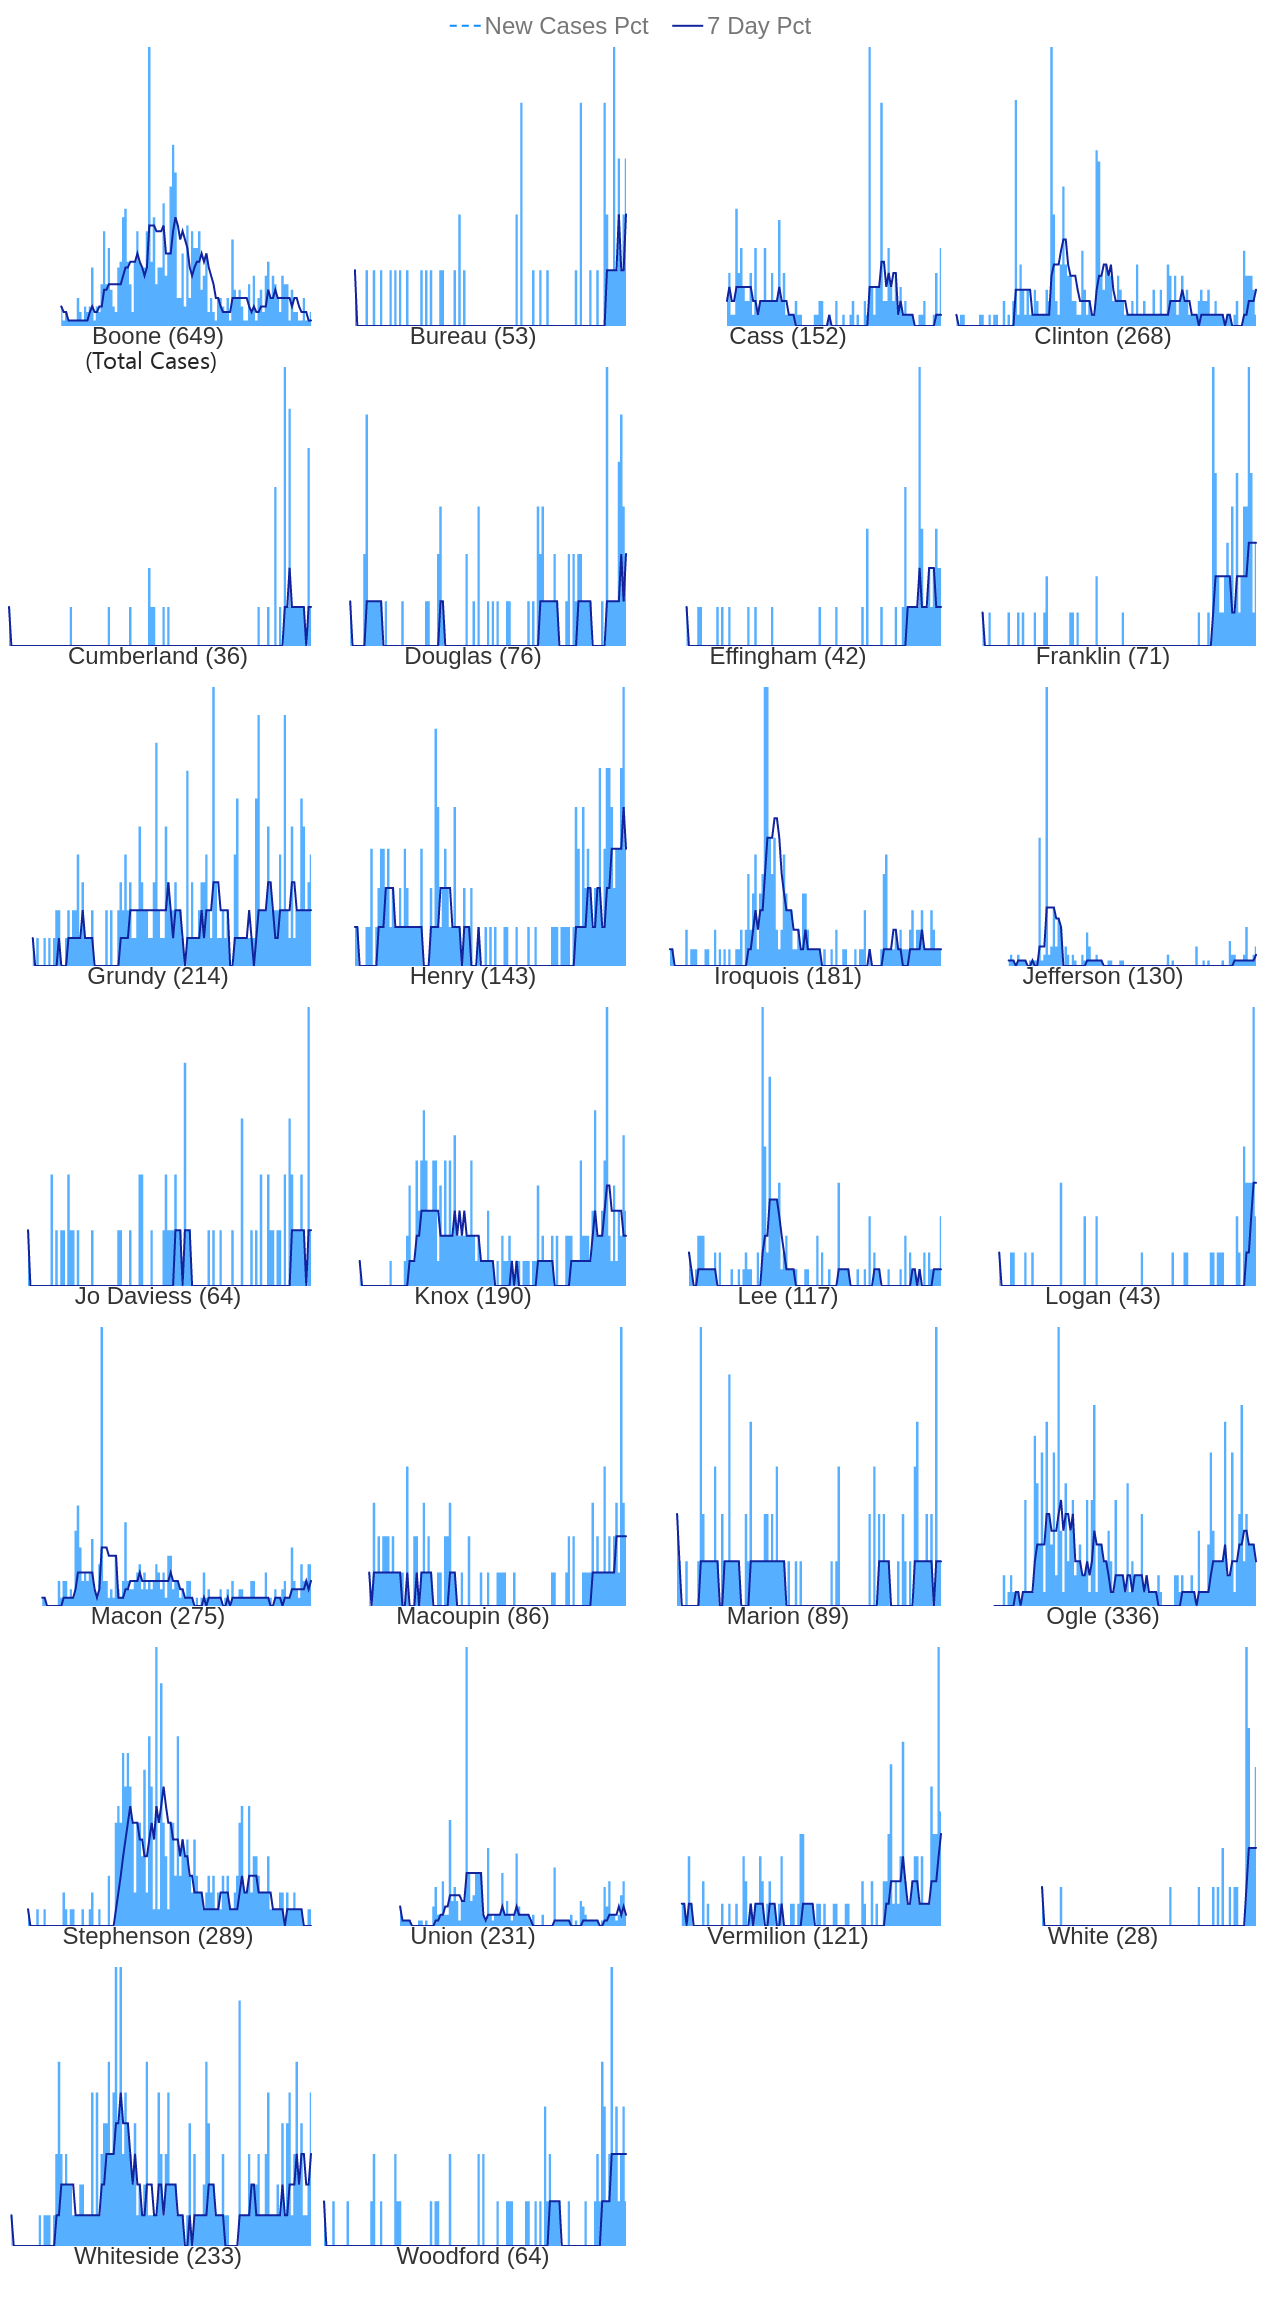 New Cases Pct 7 Day Pct
Boone (649) Bureau (53) Cass (152) Clinton (268)
(Total Cases)
Cumberland (36) Douglas (76) Effingham (42) Franklin (71)
Grundy (214) Henry (143) Iroquois (181) Jefferson (130)
Jo Daviess (64) Knox (190) Lee (117) Logan (43)
Macon (275) Macoupin (86) Marion (89) Ogle (336)
Stephenson (289) Union (231) Vermilion (121) White (28)
Whiteside (233) Woodford (64)